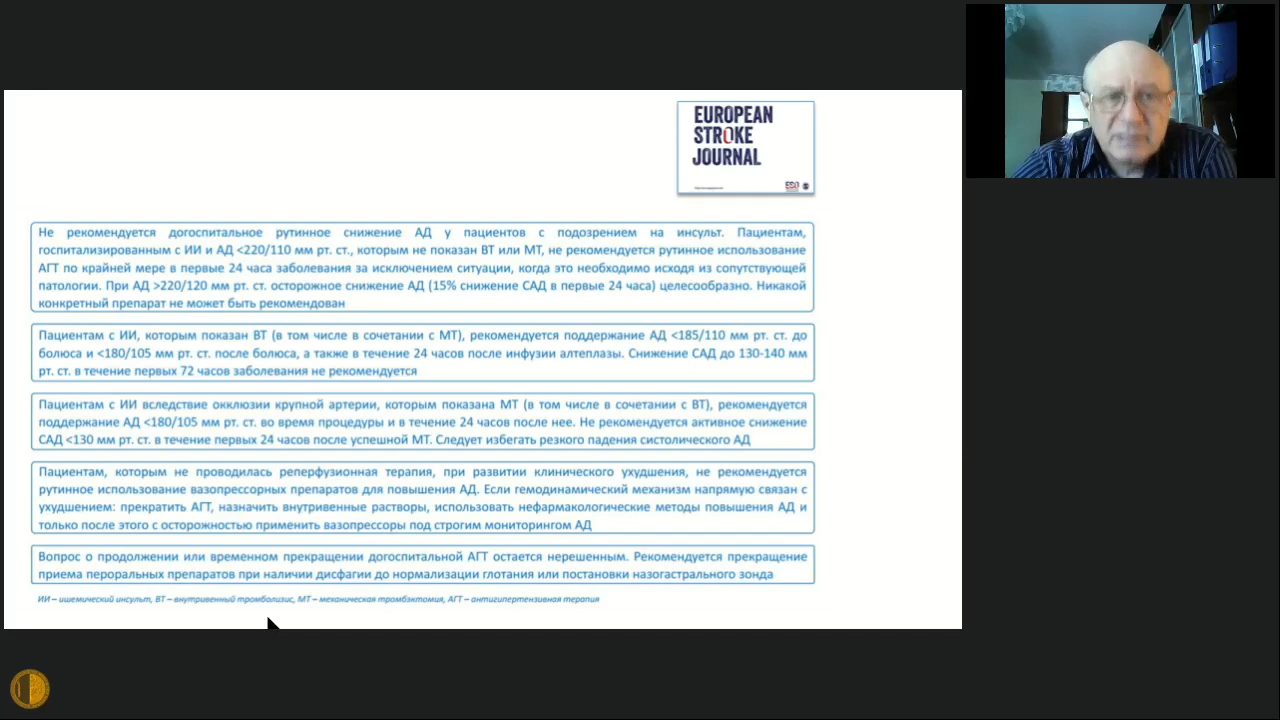 EUROPEAN
STROKE
JOURNAL
ESO
Не рекомендуется догоспитальное рутинное снижение АД у пациентов с подозрением на инсульт. Пациентам,
госпитализированным с ИИ и АД <220/110 мм рт. ст., которым не показан ВТ или МТ, не рекомендуется рутинное использование
АГТ по крайней мере в первые 24 часа заболевания за исключением ситуации, когда это необходимо исходя из сопутствующей
патологии. При АД >220/120 мм рт. ст. осторожное снижение АД (15% снижение САД в первые 24 часа) целесообразно. Никакой
конкретный препарат не может быть рекомендован
Пациентам с ИИ, которым показан ВТ (в том числе в сочетании с МТ), рекомендуется поддержание АД <185/110 мм рт. ст. до
болюса и <180/105 мм рт. ст. после болюса, а также в течение 24 часов после инфузии алтеплазы. Снижение САД до 130-140 мм
рт. ст. в течение первых 72 часов заболевания не рекомендуется
Пациентам с ИИ вследствие окклюзии крупной артерии, которым показана МТ (в том числе в сочетании с ВТ), рекомендуется
поддержание АД <180/105 мм рт. ст. во время процедуры и в течение 24 часов после нее. Не рекомендуется активное снижение
САД <130 мм рт. ст. в течение первых 24 часов после успешной МТ. Следует избегать резкого падения систолического АД
Пациентам, которым не проводилась реперфузионная терапия, при развитии клинического ухудшения, не рекомендуется
рутинное использование вазопрессорных препаратов для повышения АД. Если гемодинамический механизм напрямую связан с
ухудшением: прекратить АГТ, назначить внутривенные растворы, использовать нефармакологические методы повышения АД и
только после этого с осторожностью применить вазопрессоры под строгим мониторингом АД
Вопрос о продолжении или временном прекращении догоспитальной АГТ остается нерешенным. Рекомендуется прекращение
приема пероральных препаратов при наличии дисфагии до нормализации глотания или постановки назогастрального зонда
ИИ – ишемический инсульт, ВТ – внутривенный тромболизис, МТ – механическая тромбэктомия, АГТ – антигипертензивная терапия